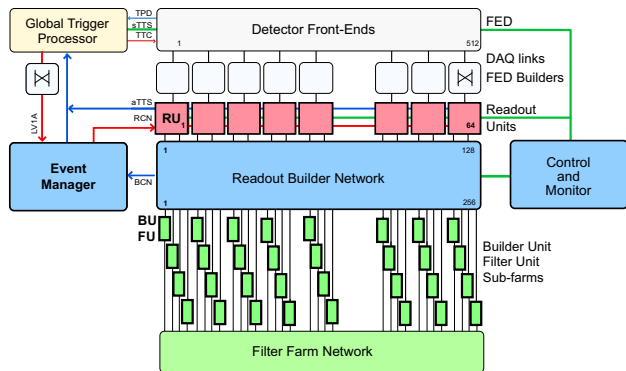 Global Trigger
Processor
TPD
sTTS
TTC
Detector Front-Ends
1
512
FED
DAQ links
FED Builders
LV1A
aTTS
RCN
RU
1
64
Readout
Units
Event
Manager
BCN
1
128
Readout Builder Network
1
256
Control
and
Monitor
BU
FU
Builder Unit
Filter Unit
Sub-farms
Filter Farm Network